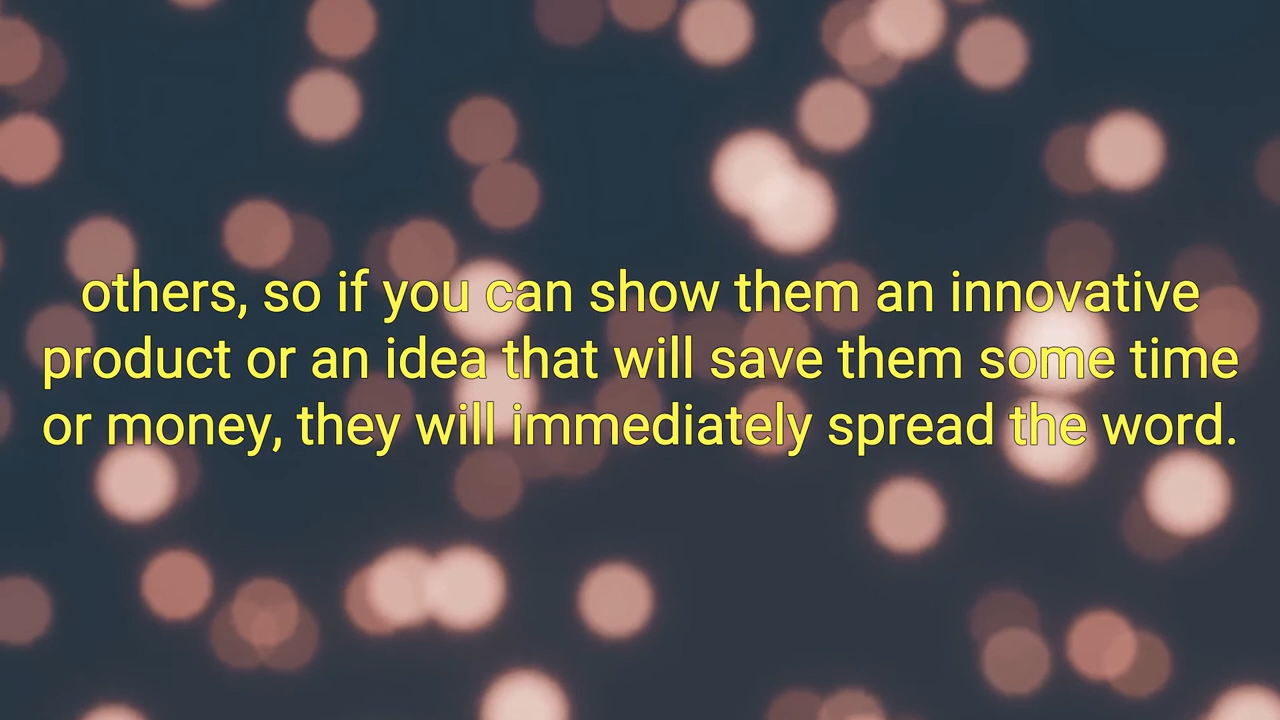 others, so if you can show them an innovative
product or an idea that will save them some time
or money, they will immediately spread the word.